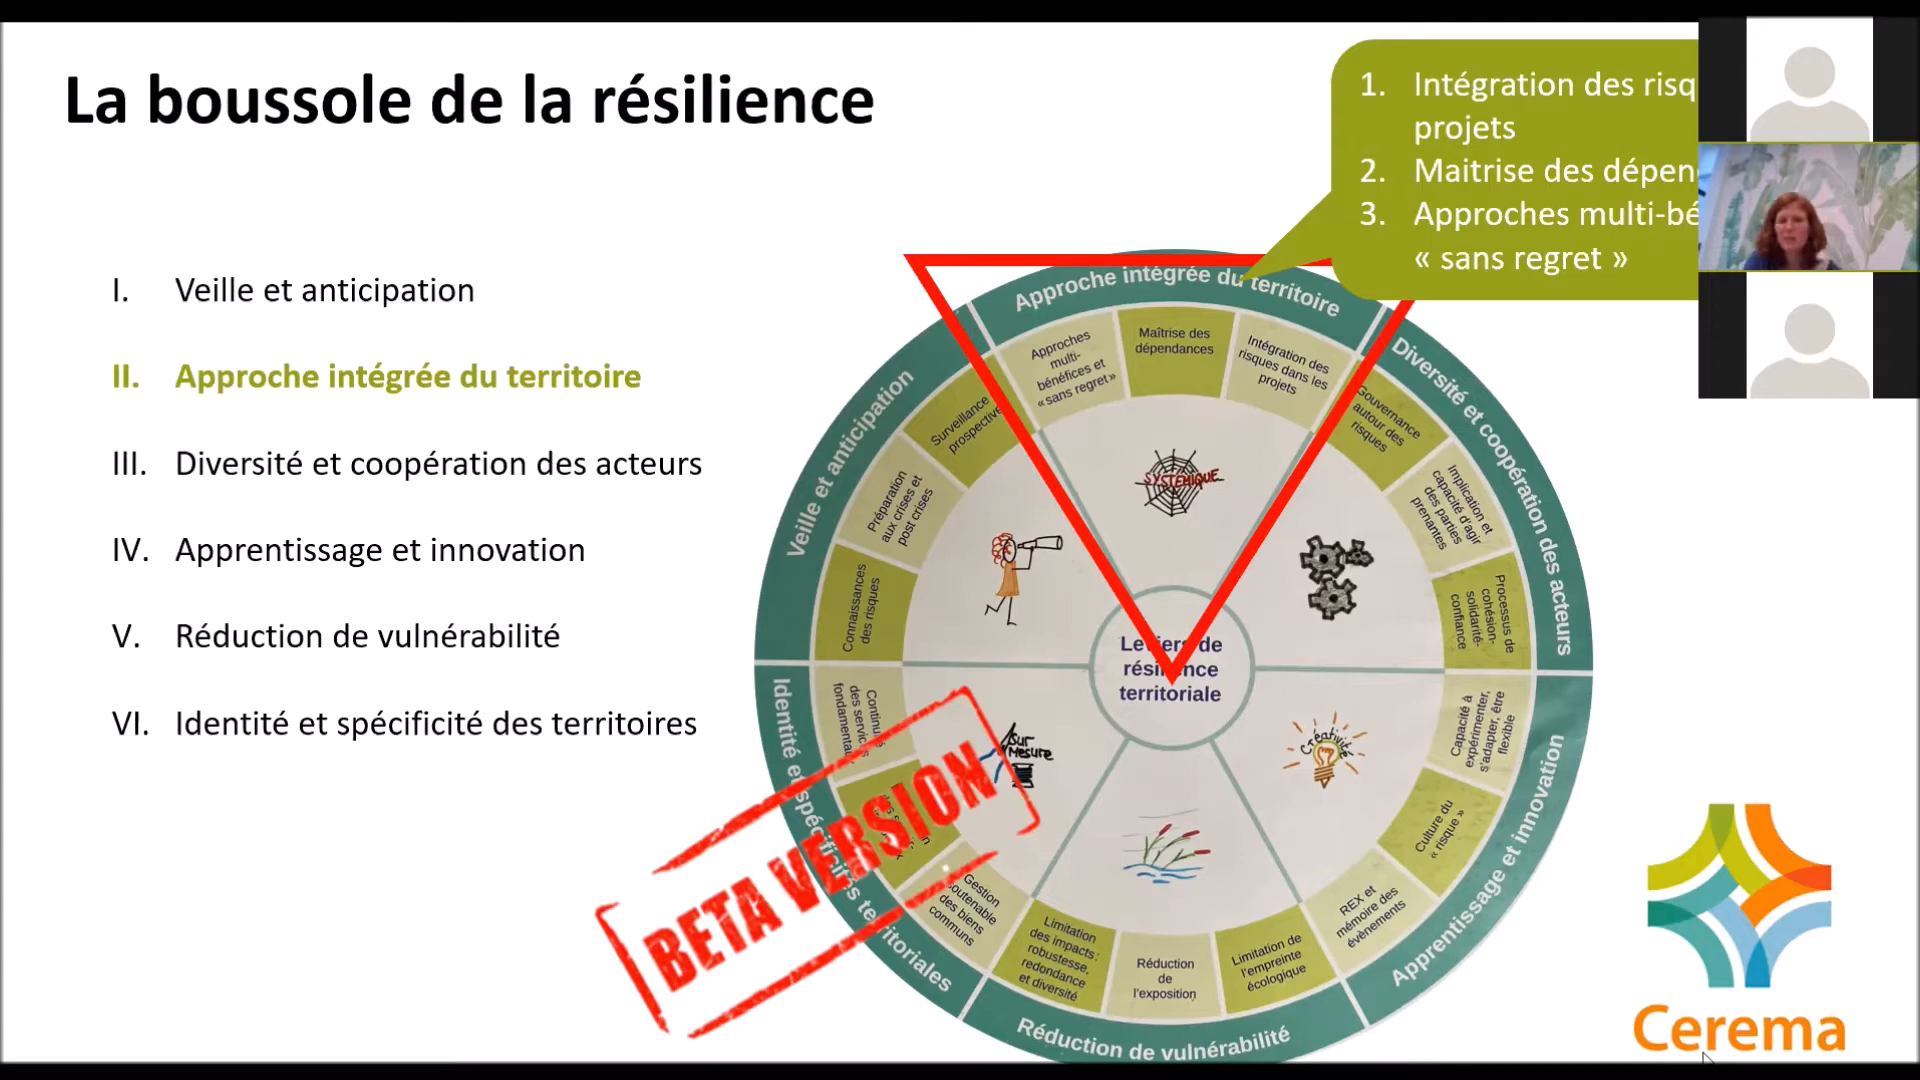 La boussole de la résilience
1. Intégration des
projets
2. Maitrise des
3. Approches
« sans regret »
I. Veille et anticipation
II. Approche intégrée du territoire
III. Diversité et coopération des acteurs
IV. Apprentissage et innovation
V. Réduction de vulnérabilité
VI. Identité et spécificité des territoires
Approche intégrée du territoire
Approches
multi-
bénéfices et
«sans regret»
Maîtrise des
dépendances
Intégration des
risques dans les
projets
SYSTEMIQUE
Diversité et coopération des acteurs
Gouvernance
autour des
risques
Implication et
capacité d'agir
des parties
prenantes
Processus de
cohésion-
solidarité-
confiance
Apprentissage et innovation
Capacité à
expérimenter,
s'adapter, être
flexible
Culture du
« risque »
REX et
mémoire des
évènements
Créativité
Réduction de vulnérabilité
Limitation de
l'empreinte
écologique
Réduction
de
l'exposition
Limitation
des impacts :
robustesse,
redondance
et diversité
Identité et spécificités territoriales
Gestion
soutenable
des biens
communs
Continuité
des services
fondamentaux
Sur
Mesure
Veille et anticipation
Connaissances
des risques
Préparation
aux crises et
post crises
Surveillance
prospective
Leviers de
résilience
territoriale
BETA VERSION
Cerema